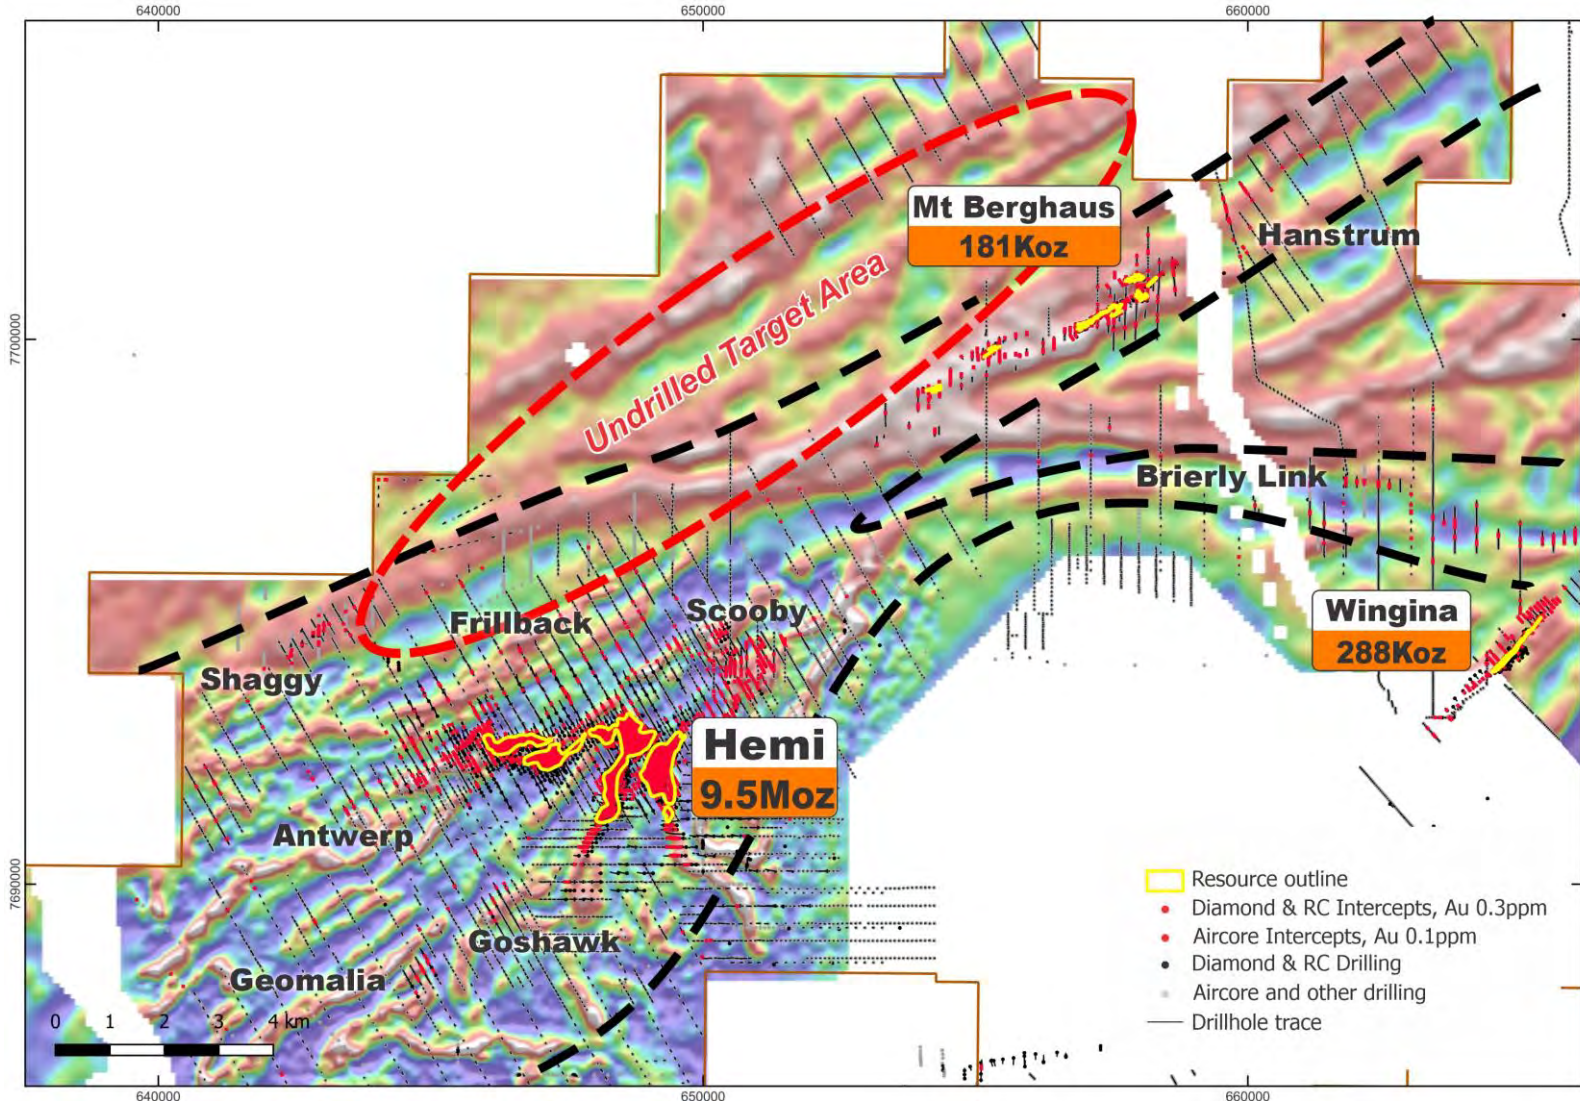 640000
650000
660000
Mt Berghaus
181Koz
Hanstrum
7700000
Undrilled Target Area
Brierly Link
Frillback
Scooby
Wingina
288Koz
Shaggy
Hemi
9.5Moz
Antwerp
7690000
Goshawk
Geomalia
Resource outline
Diamond & RC Intercepts, Au 0.3ppm
Aircore Intercepts, Au 0.1ppm
Diamond & RC Drilling
Aircore and other drilling
Drillhole trace
0 1 2 3 4 km
640000
650000
660000